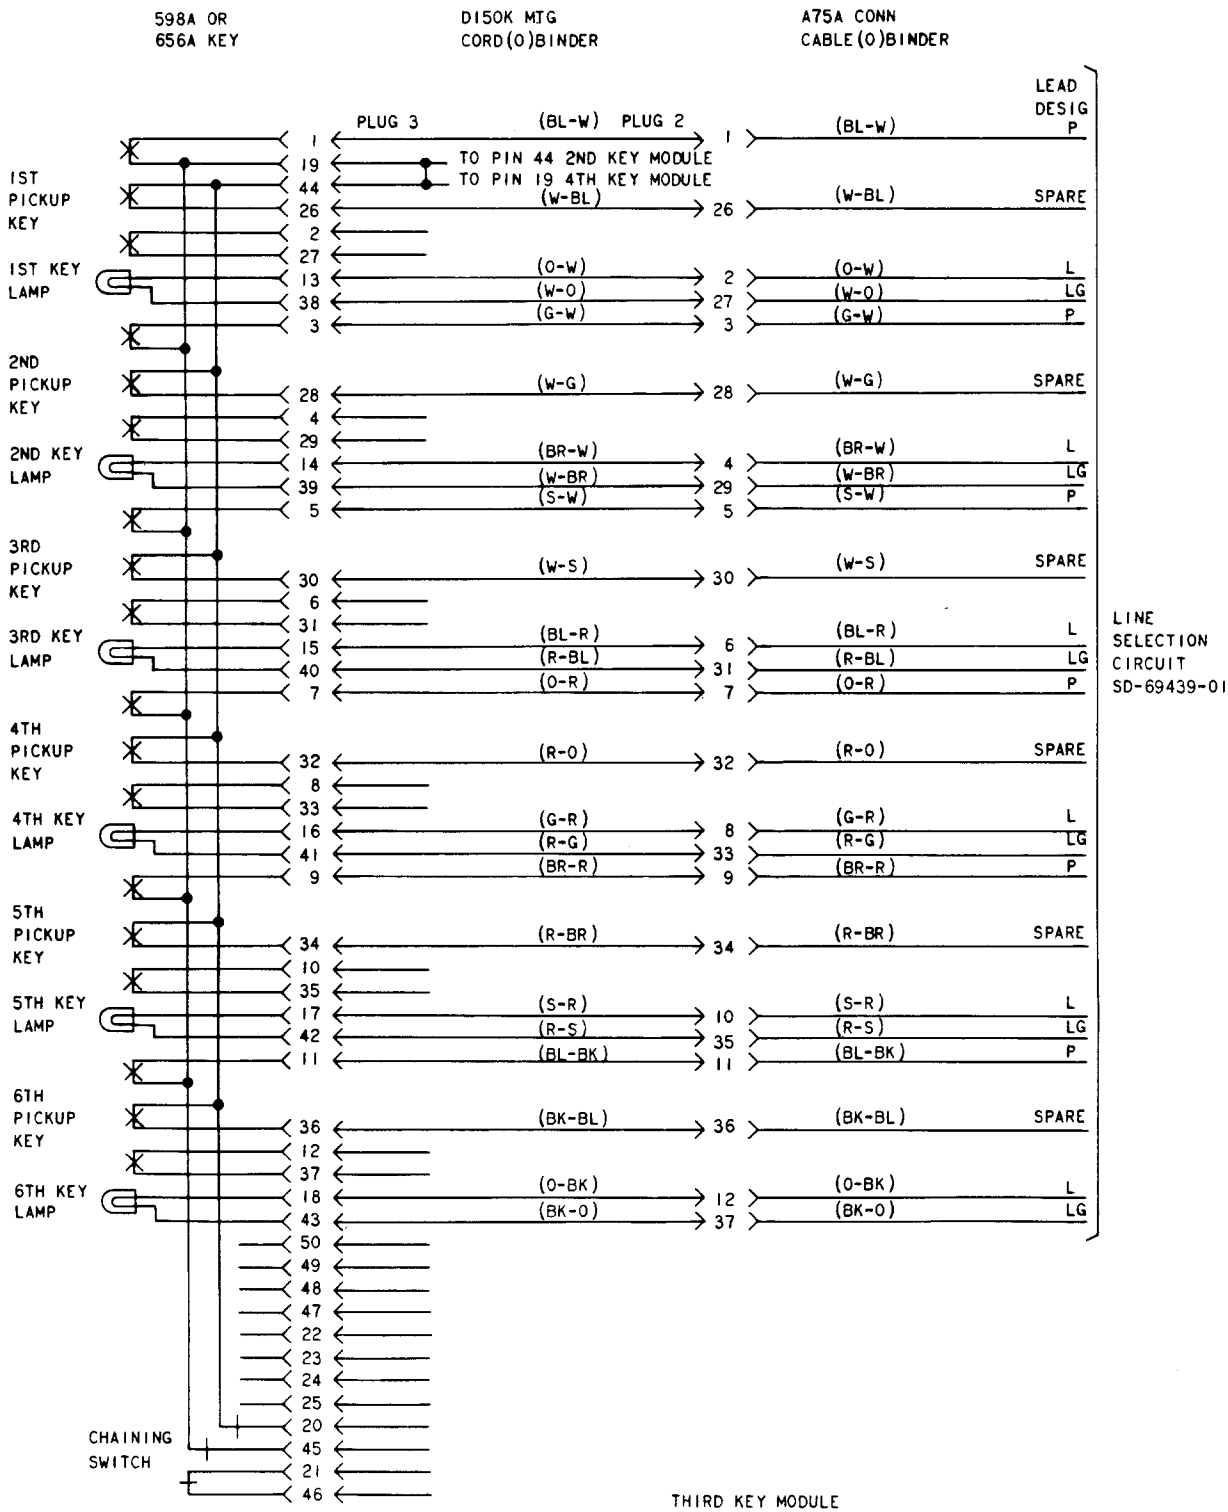 598A OR D150K MTG A75A CONN
656A KEY CORD(O)BINDER CABLE(O)BINDER
LEAD
DESIG
PLUG 3 (BL-W) PLUG 2 (BL-W) P
1 1
19 TO PIN 44 2ND KEY MODULE
1ST
PICKUP
KEY
44 TO PIN 19 4TH KEY MODULE
26 (W-BL) 26 (W-BL) SPARE
2
27
1ST KEY
LAMP
13 (O-W) 2 (O-W) L
38 (W-O) 27 (W-O) LG
3 (G-W) 3 (G-W) P
2ND
PICKUP
KEY
28 (W-G) 28 (W-G) SPARE
4
29
2ND KEY
LAMP
14 (BR-W) 4 (BR-W) L
39 (W-BR) 29 (W-BR) LG
5 (S-W) 5 (S-W) P
3RD
PICKUP
KEY
30 (W-S) 30 (W-S) SPARE
6
31
3RD KEY
LAMP
15 (BL-R) 6 (BL-R) L
40 (R-BL) 31 (R-BL) LG
7 (O-R) 7 (O-R) P
LINE
SELECTION
CIRCUIT
SD-69439-01
4TH
PICKUP
KEY
32 (R-O) 32 (R-O) SPARE
8
33
4TH KEY
LAMP
16 (G-R) 8 (G-R) L
41 (R-G) 33 (R-G) LG
9 (BR-R) 9 (BR-R) P
5TH
PICKUP
KEY
34 (R-BR) 34 (R-BR) SPARE
10
35
5TH KEY
LAMP
17 (S-R) 10 (S-R) L
42 (R-S) 35 (R-S) LG
11 (BL-BK) 11 (BL-BK) P
6TH
PICKUP
KEY
36 (BK-BL) 36 (BK-BL) SPARE
12
37
6TH KEY
LAMP
18 (O-BK) 12 (O-BK) L
43 (BK-O) 37 (BK-O) LG
50
49
48
47
22
23
24
25
20
CHAINING
SWITCH
45
21
46
THIRD KEY MODULE